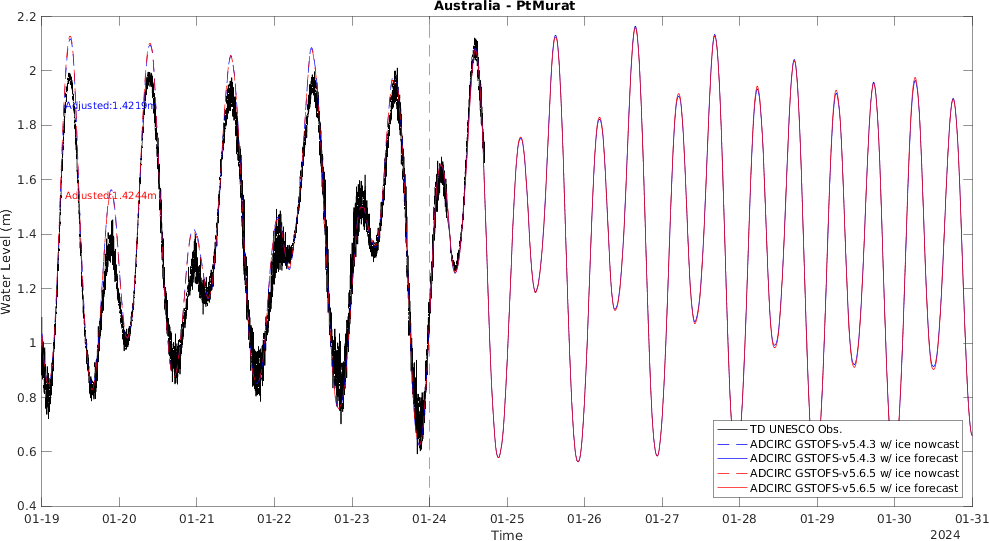 Australia - PtMurat
2.2
2
1.8
1.6
1.4
1.2
1
0.8
0.6
0.4
Water Level (m)
Adjusted:1.4219m
Adjusted:1.4244m
TD UNESCO Obs.
ADCIRC GSTOFS-v5.4.3 w/ ice nowcast
ADCIRC GSTOFS-v5.4.3 w/ ice forecast
ADCIRC GSTOFS-v5.6.5 w/ ice nowcast
ADCIRC GSTOFS-v5.6.5 w/ ice forecast
01-19 01-20 01-21 01-22 01-23 01-24 01-25 01-26 01-27 01-28 01-29 01-30 01-31
Time
2024